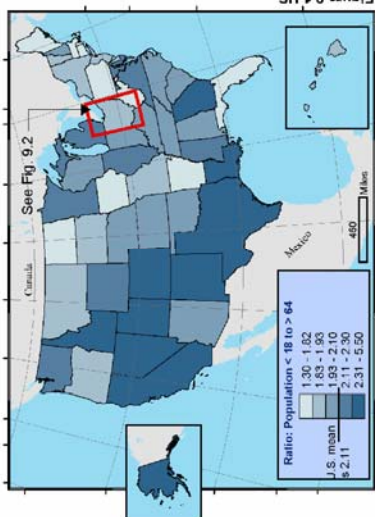 See Fig. 9.2
Canada
Mexico
460
Miles
Ratio: Population < 18 to > 64
1.30 - 1.82
1.83 - 1.93
1.93 - 2.10
2.11 - 2.30
2.31 - 5.50
U.S. mean
s 2.11